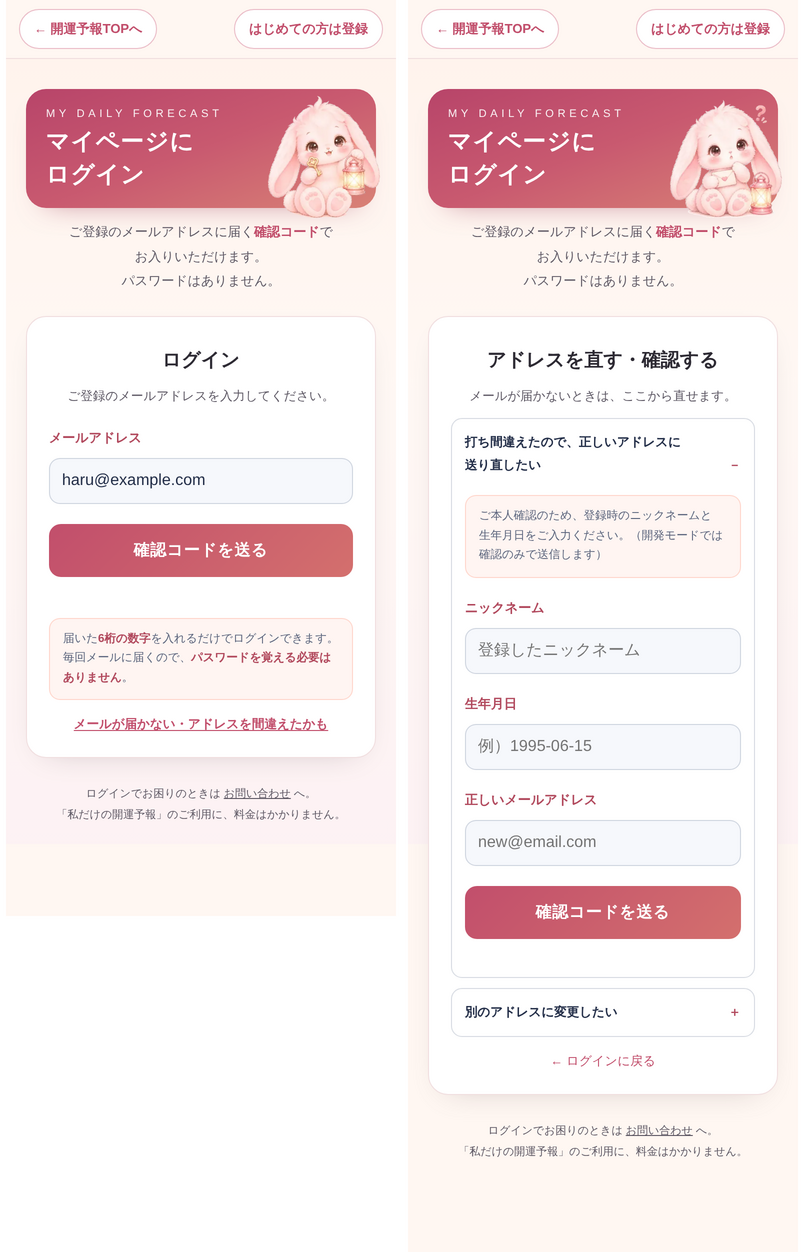 ← 開運予報TOPへ
はじめての方は登録
MY DAILY FORECAST
マイページに
ログイン
ご登録のメールアドレスに届く確認コードで
お入りいただけます。
パスワードはありません。
ログイン
ご登録のメールアドレスを入力してください。
メールアドレス
haru@example.com
確認コードを送る
届いた6桁の数字を入れるだけでログインできます。
毎回メールに届くので、パスワードを覚える必要は
ありません。
メールが届かない・アドレスを間違えたかも
ログインでお困りのときは お問い合わせ へ。
「私だけの開運予報」のご利用に、料金はかかりません。
← 開運予報TOPへ
はじめての方は登録
MY DAILY FORECAST
?
マイページに
ログイン
ご登録のメールアドレスに届く確認コードで
お入りいただけます。
パスワードはありません。
アドレスを直す・確認する
メールが届かないときは、ここから直せます。
打ち間違えたので、正しいアドレスに
送り直したい −
ご本人確認のため、登録時のニックネームと
生年月日をご入力ください。（開発モードでは
確認のみで送信します）
ニックネーム
登録したニックネーム
生年月日
例）1995-06-15
正しいメールアドレス
new@email.com
確認コードを送る
別のアドレスに変更したい +
← ログインに戻る
ログインでお困りのときは お問い合わせ へ。
「私だけの開運予報」のご利用に、料金はかかりません。